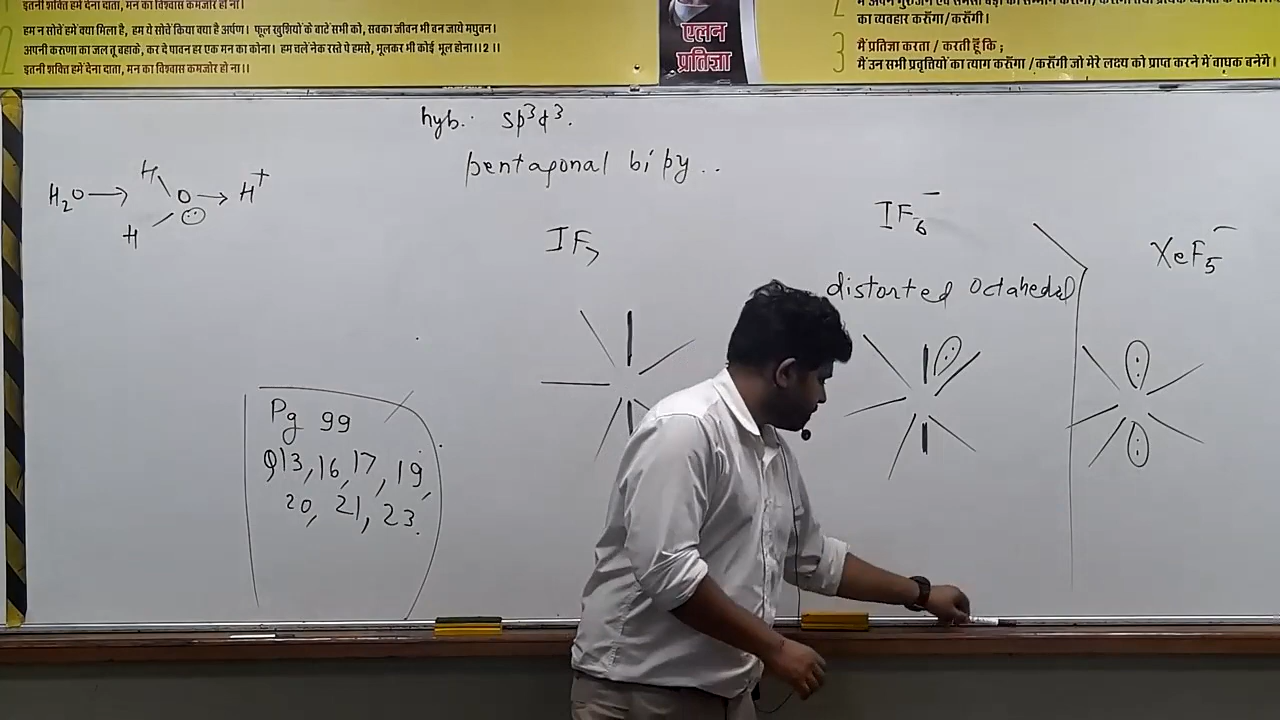 इतनी शक्ति हमें देना दाता, मन का विश्वास कमजोर हो ना।।
2
हम न सोचें हमें क्या मिला है, हम ये सोचें किया क्या है अर्पण। फूल खुशियों के बाटें सभी को, सबका जीवन भी बन जाये मधुबन।
अपनी करुणा का जल तू बहाके, कर दे पावन हर एक मन का कोना। हम चलें नेक रस्ते पे हमसे, भूलकर भी कोई भूल होना।।2।।
इतनी शक्ति हमें देना दाता, मन का विश्वास कमजोर हो ना।।
एलन
प्रतिज्ञा
2
का व्यवहार करूँगा/करूँगी।
3
मैं प्रतिज्ञा करता / करती हूँ कि ;
मैं उन सभी प्रवृत्तियों का त्याग करूँगा /करूँगी जो मेरे लक्ष्य को प्राप्त करने में बाधक बनेंगे।
hyb.. sp³d³.
pentagonal bipy..
H₂O → H O → H⁺
H
IF₇
IF₆⁻
XeF₅⁻
distorted Octahedral
Pg 99
Q13, 16, 17, 19,
20, 21, 23.